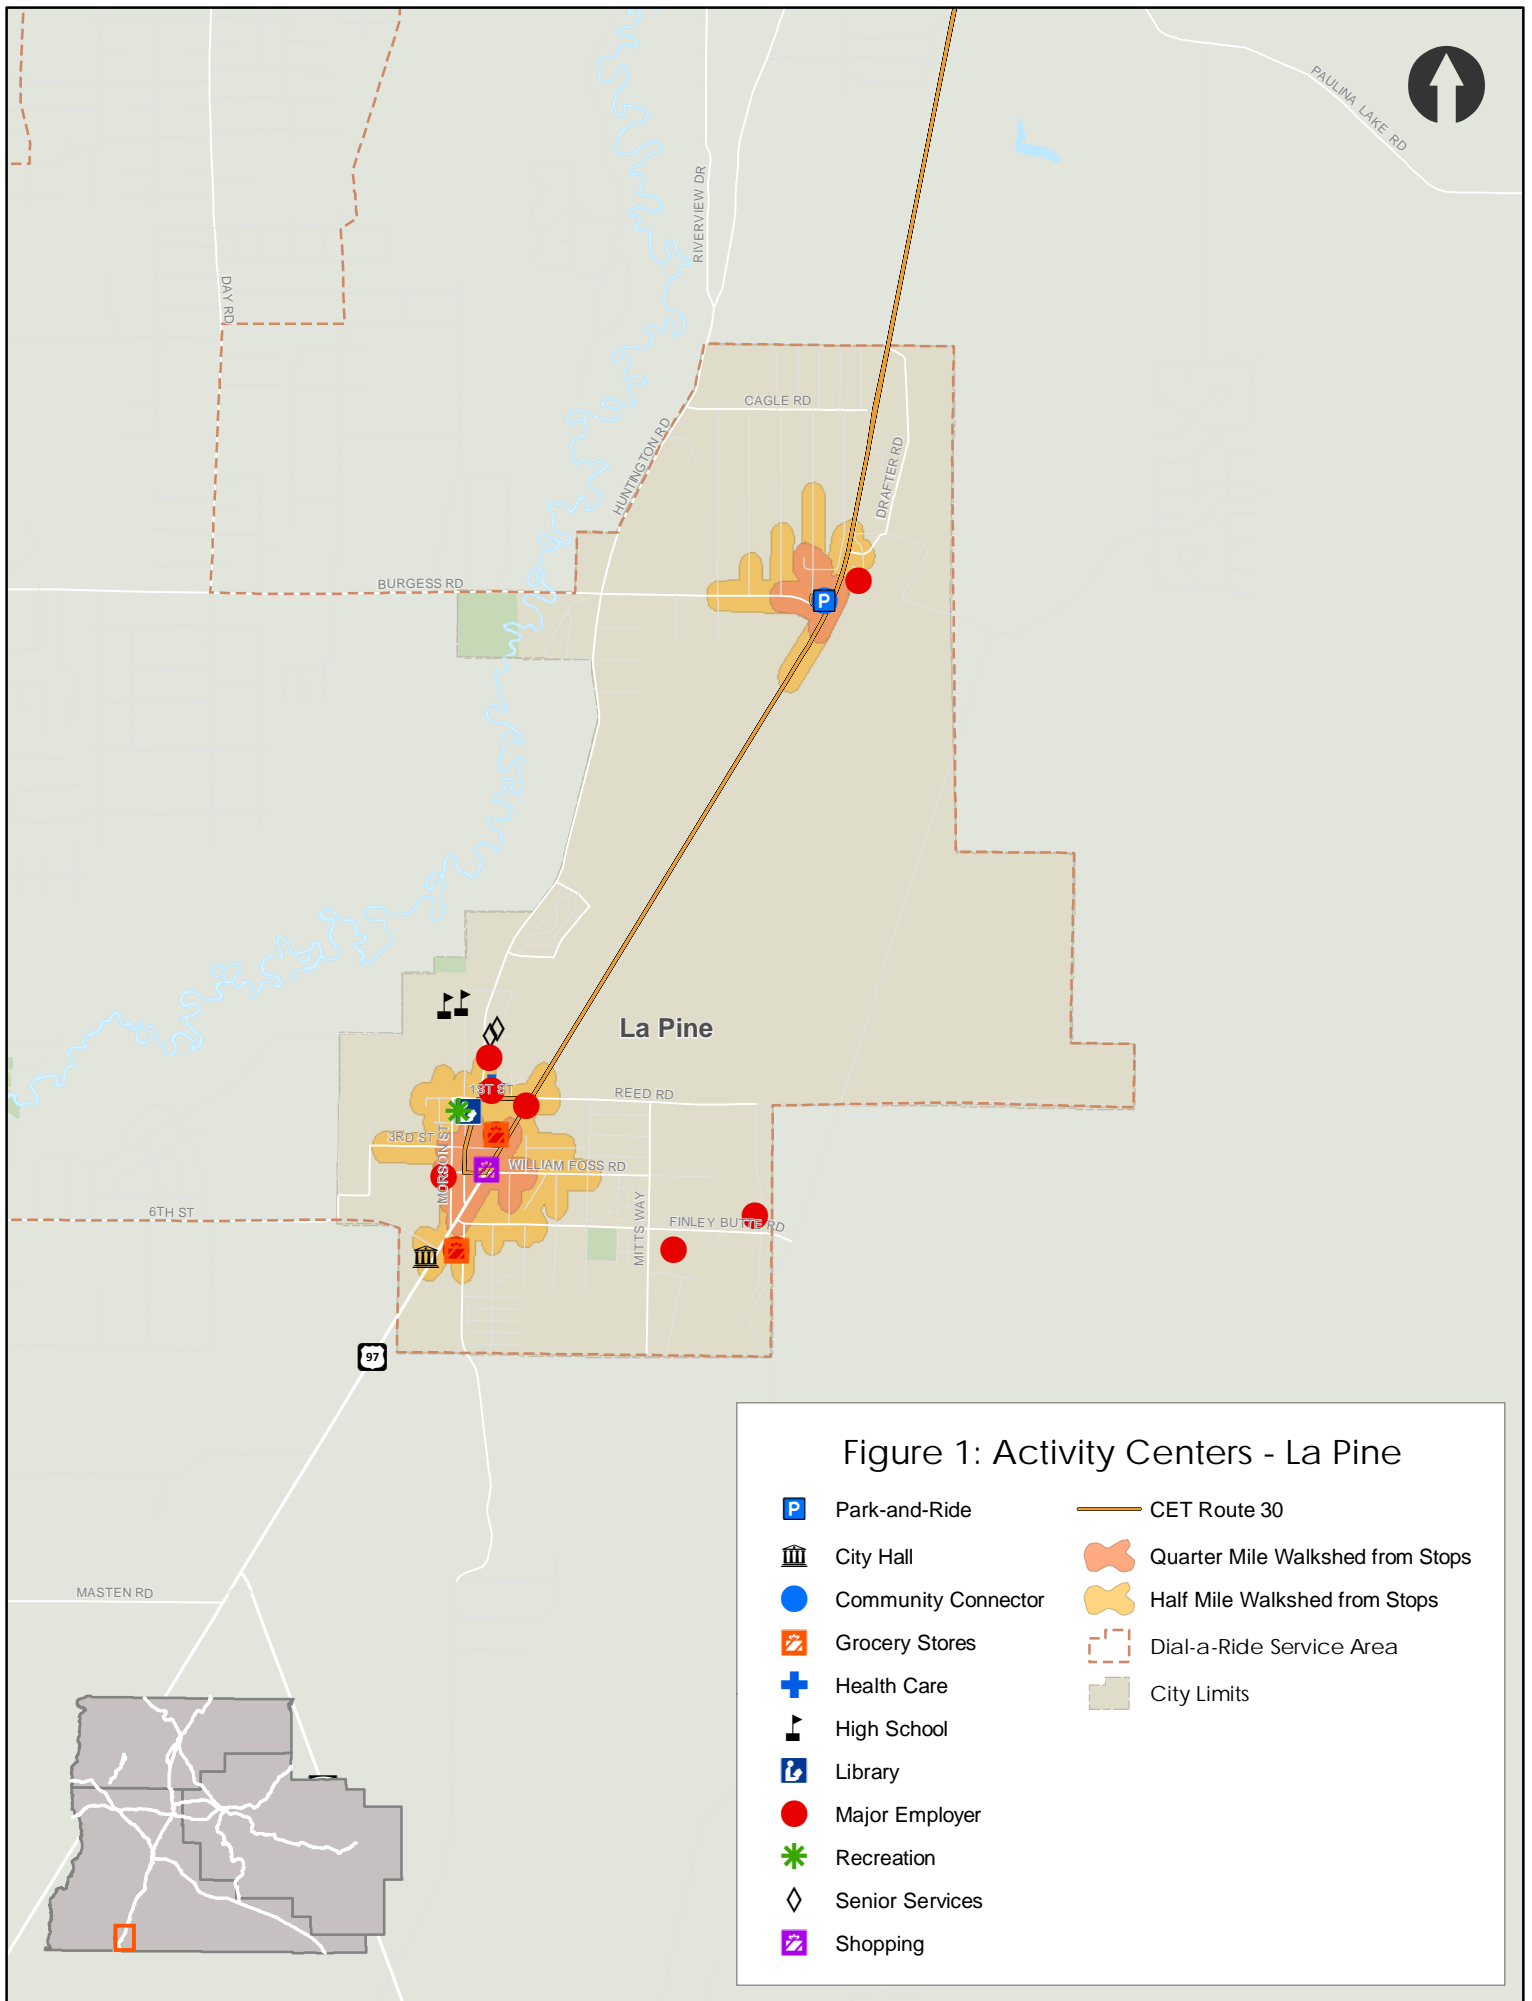 PAULINA LAKE RD
RIVERVIEW DR
DAY RD
CAGLE RD
HUNTINGTON RD
DRAFTER RD
BURGESS RD
P
La Pine
1ST ST
REED RD
3RD ST
MORSON ST
WILLIAM FOSS RD
6TH ST
MITTS WAY
FINLEY BUTTE RD
97
MASTEN RD
Figure 1: Activity Centers - La Pine
P Park-and-Ride
City Hall
Community Connector
Grocery Stores
Health Care
High School
Library
Major Employer
Recreation
Senior Services
Shopping
CET Route 30
Quarter Mile Walkshed from Stops
Half Mile Walkshed from Stops
Dial-a-Ride Service Area
City Limits